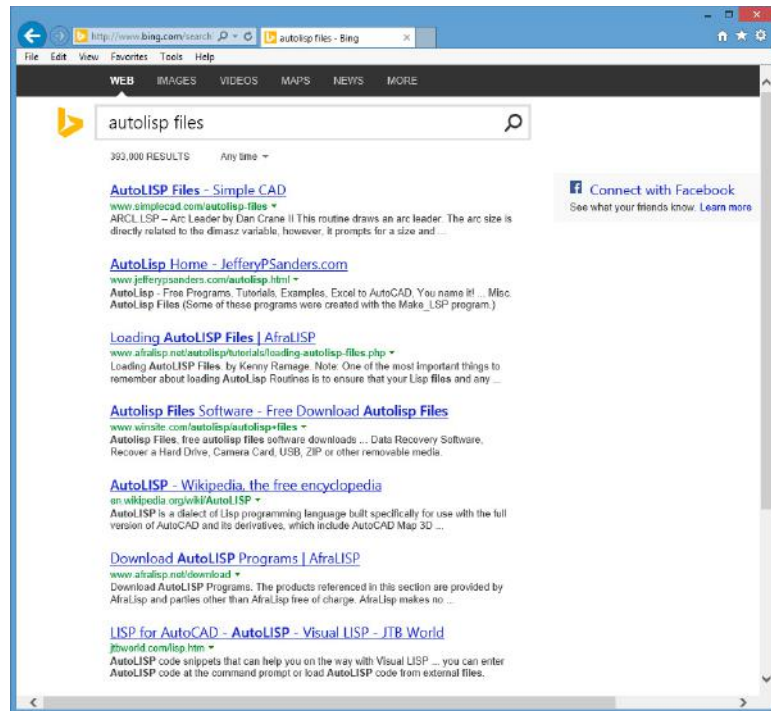 http://www.bing.com/search
autolisp files - Bing
File Edit View Favorites Tools Help
WEB IMAGES VIDEOS MAPS NEWS MORE
autolisp files
393,000 RESULTS Any time
AutoLISP Files - Simple CAD
www.simplecad.com/autolisp-files
ARCL.LSP – Arc Leader by Dan Crane II This routine draws an arc leader. The arc size is
directly related to the dimasz variable, however, it prompts for a size and ...
Connect with Facebook
See what your friends know. Learn more
AutoLisp Home - JefferyPSanders.com
www.jefferypsanders.com/autolisp.html
AutoLisp - Free Programs, Tutorials, Examples, Excel to AutoCAD, You name it! ... Misc.
AutoLisp Files (Some of these programs were created with the Make_LSP program.)
Loading AutoLISP Files | AfraLISP
www.afralisp.net/autolisp/tutorials/loading-autolisp-files.php
Loading AutoLISP Files. by Kenny Ramage. Note: One of the most important things to
remember about loading AutoLisp Routines is to ensure that your Lisp files and any ...
Autolisp Files Software - Free Download Autolisp Files
www.winsite.com/autolisp/autolisp+files
Autolisp Files, free autolisp files software downloads ... Data Recovery Software,
Recover a Hard Drive, Camera Card, USB, ZIP or other removable media.
AutoLISP - Wikipedia, the free encyclopedia
en.wikipedia.org/wiki/AutoLISP
AutoLISP is a dialect of Lisp programming language built specifically for use with the full
version of AutoCAD and its derivatives, which include AutoCAD Map 3D ...
Download AutoLISP Programs | AfraLISP
www.afralisp.net/download
Download AutoLISP Programs. The products referenced in this section are provided by
AfraLisp and parties other than AfraLisp free of charge. AfraLisp makes no ...
LISP for AutoCAD - AutoLISP - Visual LISP - JTB World
jtbworld.com/lisp.htm
AutoLISP code snippets that can help you on the way with Visual LISP ... you can enter
AutoLISP code at the command prompt or load AutoLISP code from external files.